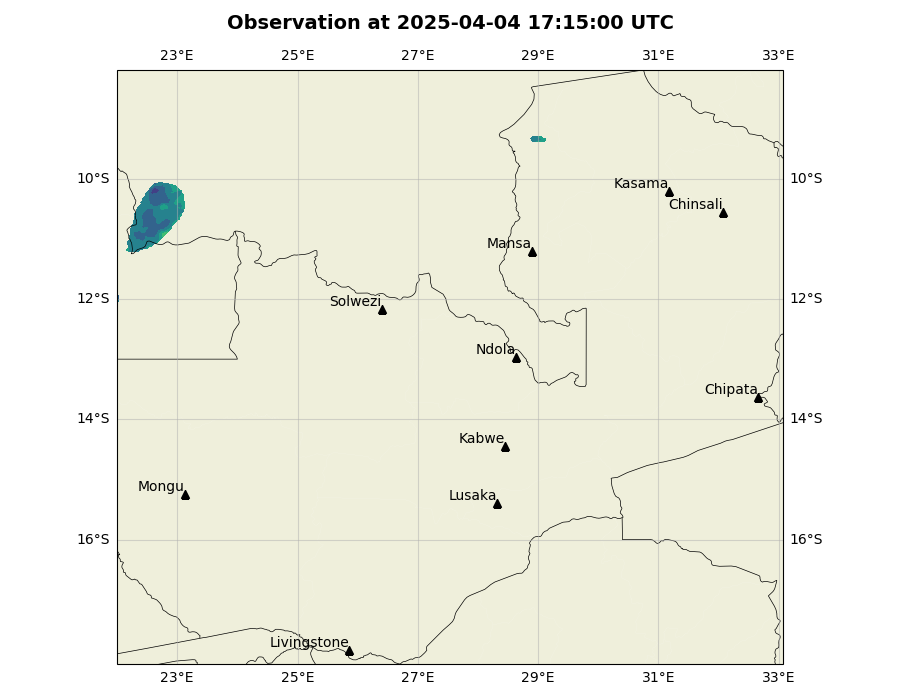 Observation at 2025-04-04 17:15:00 UTC
23°E 25°E 27°E 29°E 31°E 33°E
10°S 10°S
Kasama
Chinsali
Mansa
12°S 12°S
Solwezi
Ndola
Chipata
14°S 14°S
Kabwe
Mongu
Lusaka
16°S 16°S
Livingstone
23°E 25°E 27°E 29°E 31°E 33°E